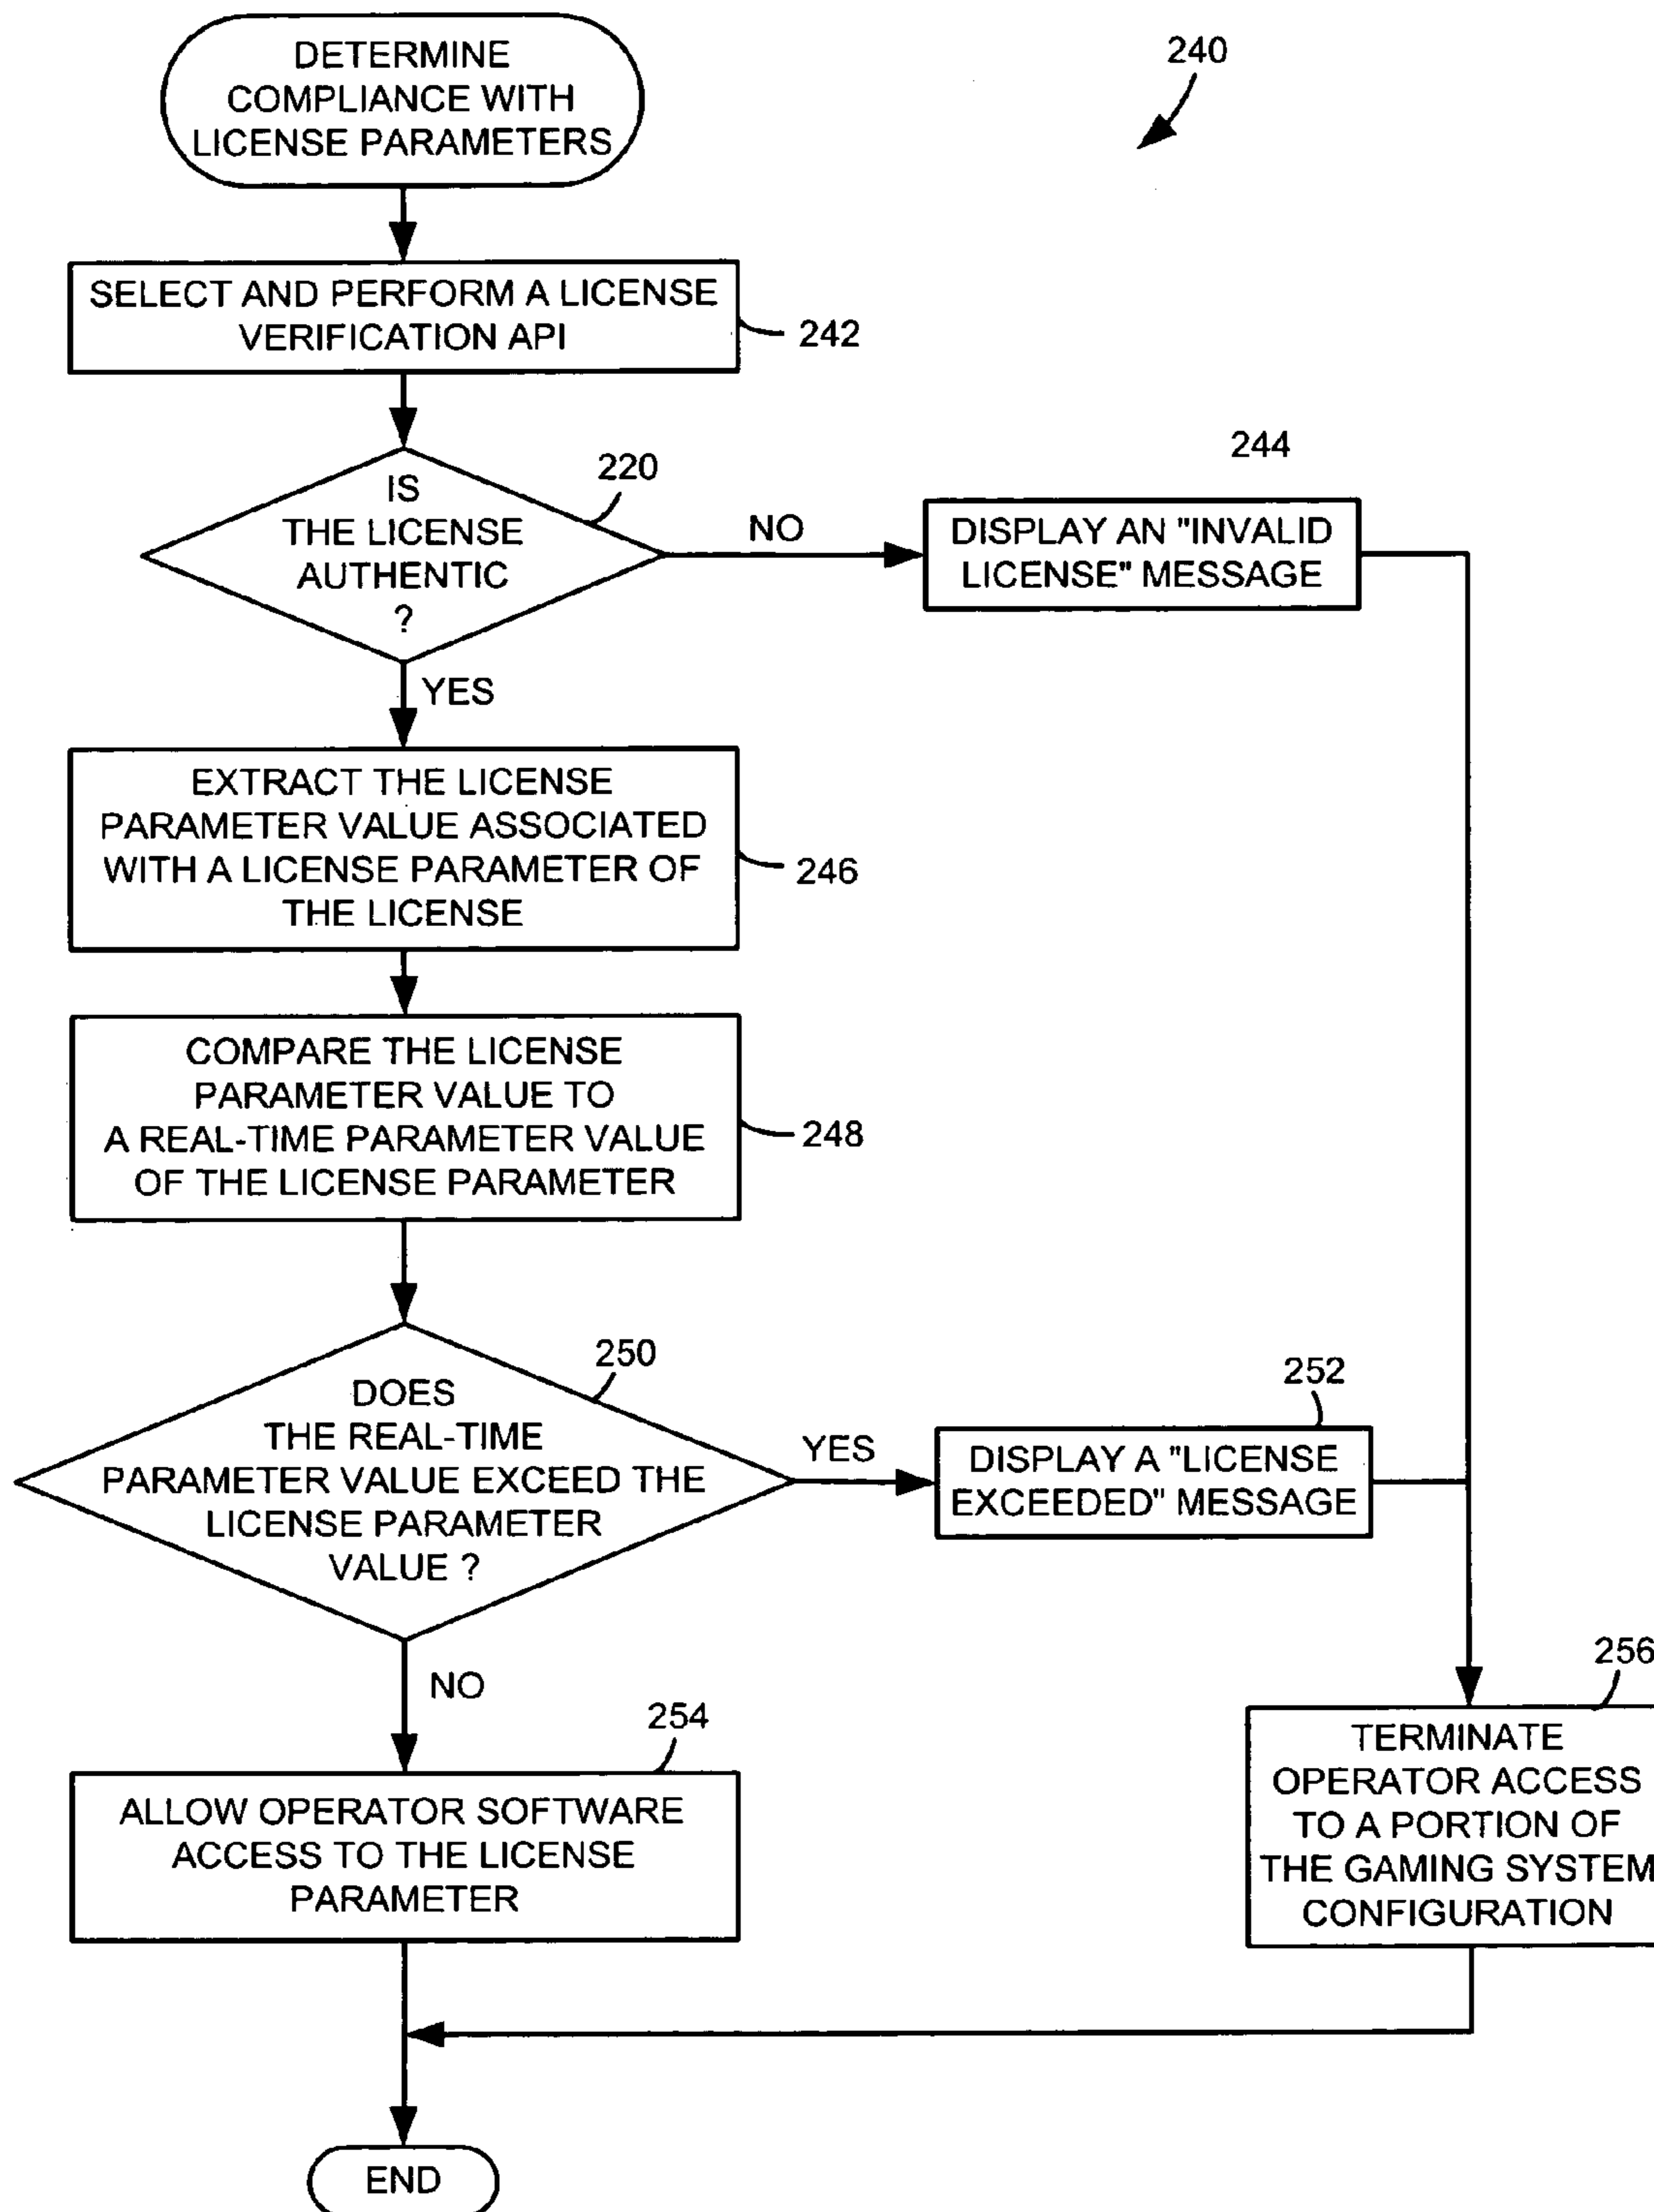 DETERMINE
COMPLIANCE WITH
LICENSE PARAMETERS
240
SELECT AND PERFORM A LICENSE
VERIFICATION API
242
IS
THE LICENSE
AUTHENTIC
?
220
NO
244
DISPLAY AN "INVALID
LICENSE" MESSAGE
YES
EXTRACT THE LICENSE
PARAMETER VALUE ASSOCIATED
WITH A LICENSE PARAMETER OF
THE LICENSE
246
COMPARE THE LICENSE
PARAMETER VALUE TO
A REAL-TIME PARAMETER VALUE
OF THE LICENSE PARAMETER
248
DOES
THE REAL-TIME
PARAMETER VALUE EXCEED THE
LICENSE PARAMETER
VALUE ?
250
YES
252
DISPLAY A "LICENSE
EXCEEDED" MESSAGE
NO
254
ALLOW OPERATOR SOFTWARE
ACCESS TO THE LICENSE
PARAMETER
256
TERMINATE
OPERATOR ACCESS
TO A PORTION OF
THE GAMING SYSTEM
CONFIGURATION
END